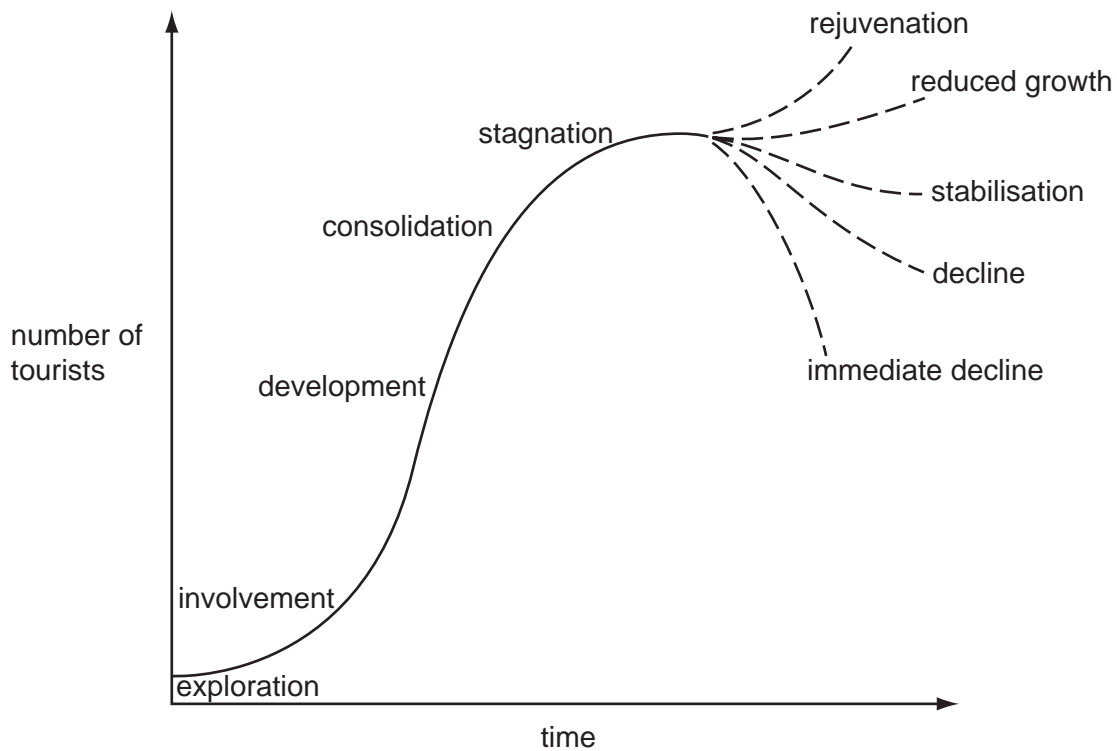 rejuvenation
reduced growth
stagnation
stabilisation
consolidation
decline
number of
tourists
immediate decline
development
involvement
exploration
time